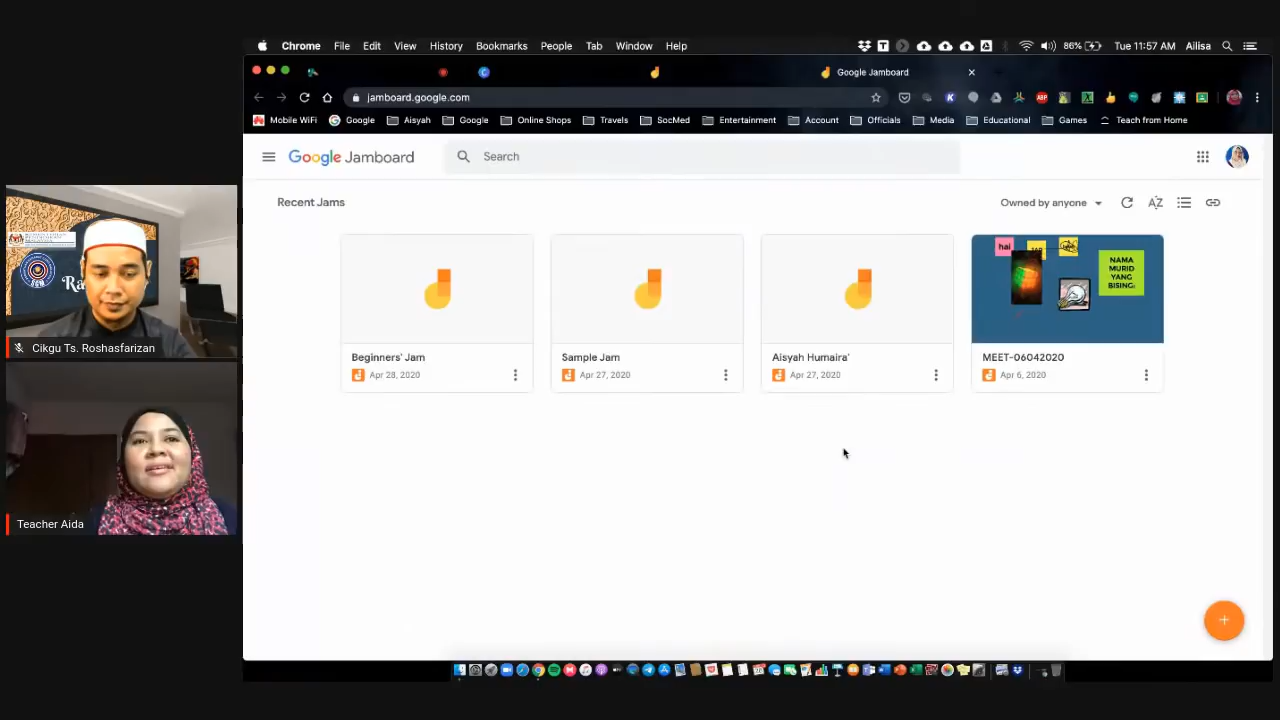 Chrome File Edit View History Bookmarks People Tab Window Help 86% Tue 11:57 AM Ailisa
Google Jamboard
jamboard.google.com
Mobile WiFi Google Aisyah Google Online Shops Travels SocMed Entertainment Account Officials Media Educational Games Teach from Home
Google Jamboard Search
Recent Jams Owned by anyone
hai
NAMA
MURID
YANG
BISING:
Beginners' Jam
Apr 28, 2020
Sample Jam
Apr 27, 2020
Aisyah Humaira'
Apr 27, 2020
MEET-06042020
Apr 6, 2020
Cikgu Ts. Roshasfarizan
Teacher Aida